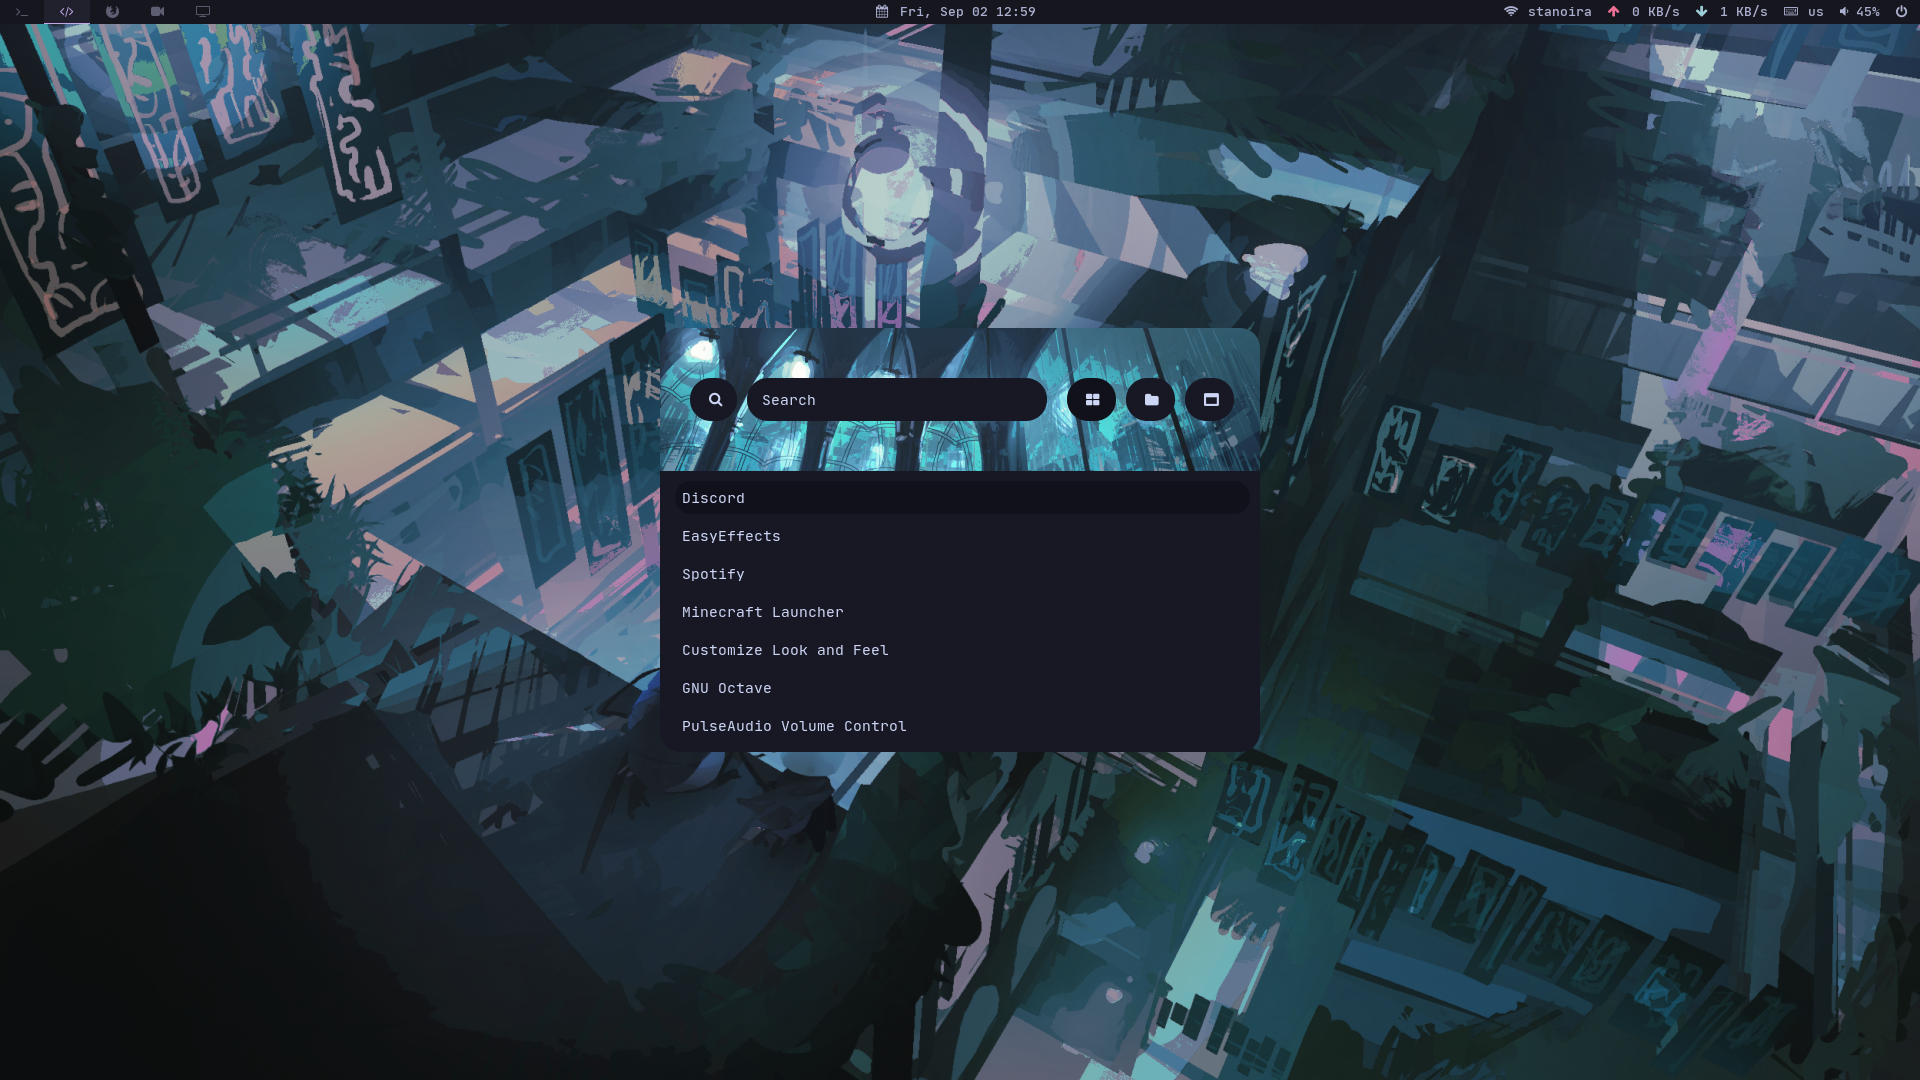 Fri, Sep 02 12:59
stanoira 0 KB/s 1 KB/s us 45%
Search
Discord
EasyEffects
Spotify
Minecraft Launcher
Customize Look and Feel
GNU Octave
PulseAudio Volume Control